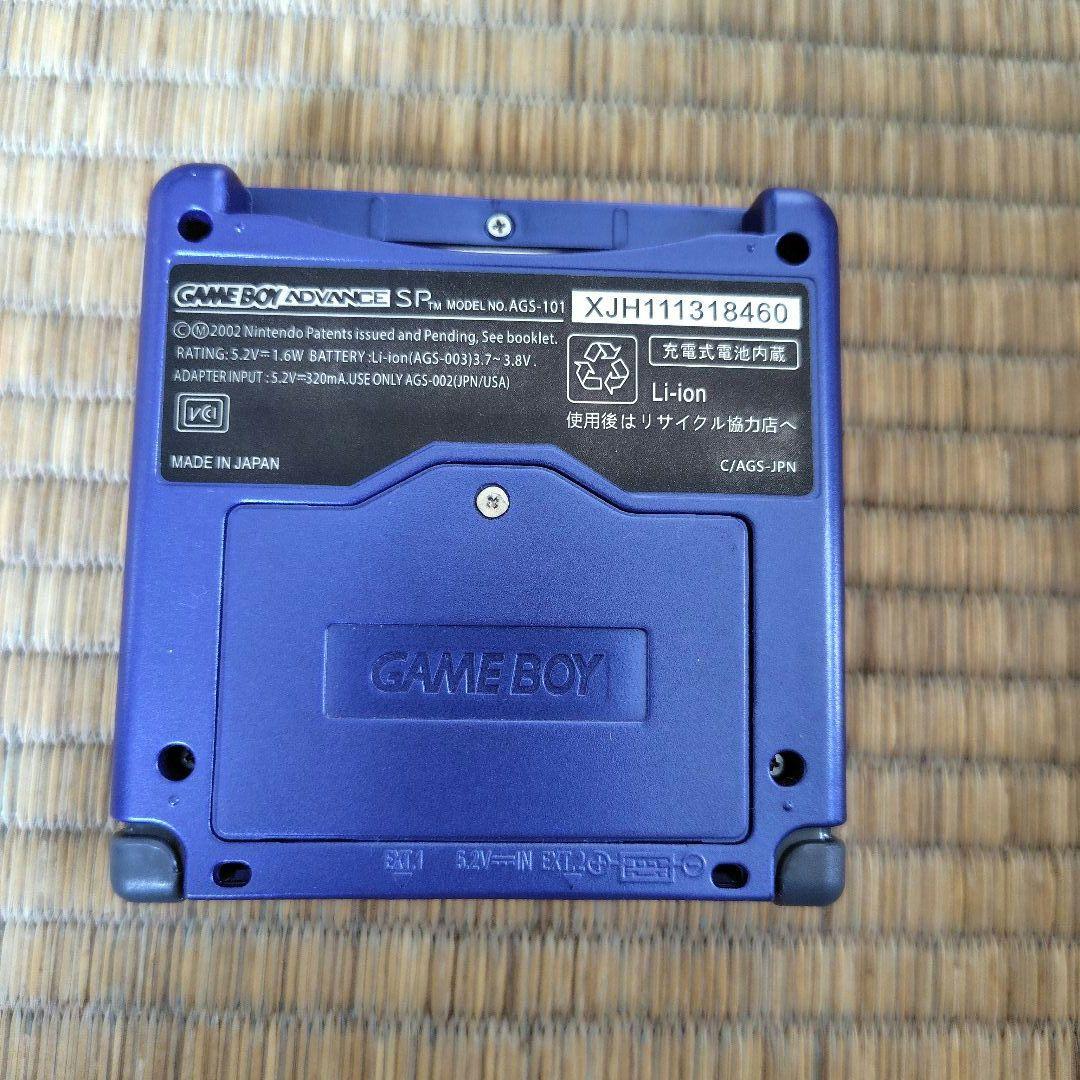 GAME BOY ADVANCE SP TM MODEL NO. AGS-101
XJH111318460
©Ⓜ2002 Nintendo Patents issued and Pending, See booklet.
RATING: 5.2V⎓1.6W BATTERY:Li-ion(AGS-003)3.7~3.8V.
ADAPTER INPUT : 5.2V⎓320mA.USE ONLY AGS-002(JPN/USA)
VCI
充電式電池内蔵
Li-ion
使用後はリサイクル協力店へ
MADE IN JAPAN
C/AGS-JPN
GAME BOY
EXT.1 5.2V⎓IN EXT.2